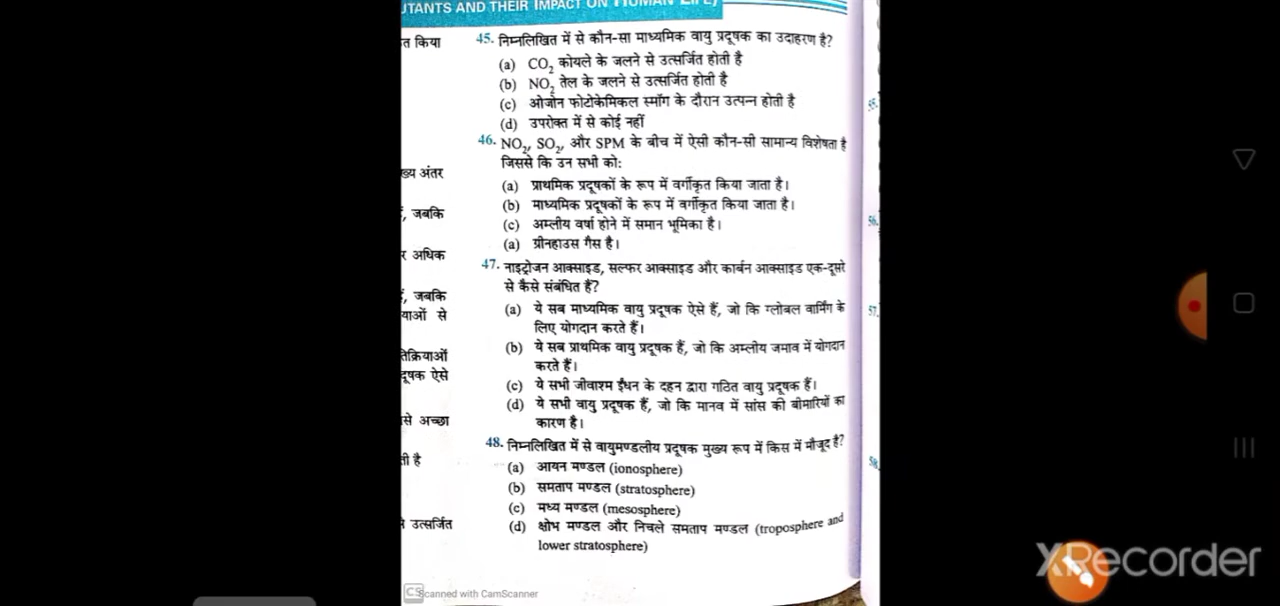 UTANTS AND THEIR IMPACT ON HUMAN LIFE)
त किया
ख्य अंतर
, जबकि
र अधिक
, जबकि
याओं से
तिक्रियाओं
दूषक ऐसे
से अच्छा
ती है
उत्सर्जित
45. निम्नलिखित में से कौन-सा माध्यमिक वायु प्रदूषक का उदाहरण है?
(a) CO₂ कोयले के जलने से उत्सर्जित होती है
(b) NO₂ तेल के जलने से उत्सर्जित होती है
(c) ओजोन फोटोकेमिकल स्मॉग के दौरान उत्पन्न होती है
(d) उपरोक्त में से कोई नहीं
46. NO₂, SO₂, और SPM के बीच में ऐसी कौन-सी सामान्य विशेषता है
जिससे कि उन सभी को:
(a) प्राथमिक प्रदूषकों के रूप में वर्गीकृत किया जाता है।
(b) माध्यमिक प्रदूषकों के रूप में वर्गीकृत किया जाता है।
(c) अम्लीय वर्षा होने में समान भूमिका है।
(a) ग्रीनहाउस गैस है।
47. नाइट्रोजन आक्साइड, सल्फर आक्साइड और कार्बन आक्साइड एक-दूसरे
से कैसे संबंधित हैं?
(a) ये सब माध्यमिक वायु प्रदूषक ऐसे हैं, जो कि ग्लोबल वार्मिंग के
लिए योगदान करते हैं।
(b) ये सब प्राथमिक वायु प्रदूषक हैं, जो कि अम्लीय जमाव में योगदान
करते हैं।
(c) ये सभी जीवाश्म ईंधन के दहन द्वारा गठित वायु प्रदूषक हैं।
(d) ये सभी वायु प्रदूषक हैं, जो कि मानव में सांस की बीमारियों का
कारण है।
48. निम्नलिखित में से वायुमण्डलीय प्रदूषक मुख्य रूप में किस में मौजूद है?
(a) आयन मण्डल (ionosphere)
(b) समताप मण्डल (stratosphere)
(c) मध्य मण्डल (mesosphere)
(d) क्षोभ मण्डल और निचले समताप मण्डल (troposphere and
lower stratosphere)
55.
56.
57.
58.
CS Scanned with CamScanner
XRecorder